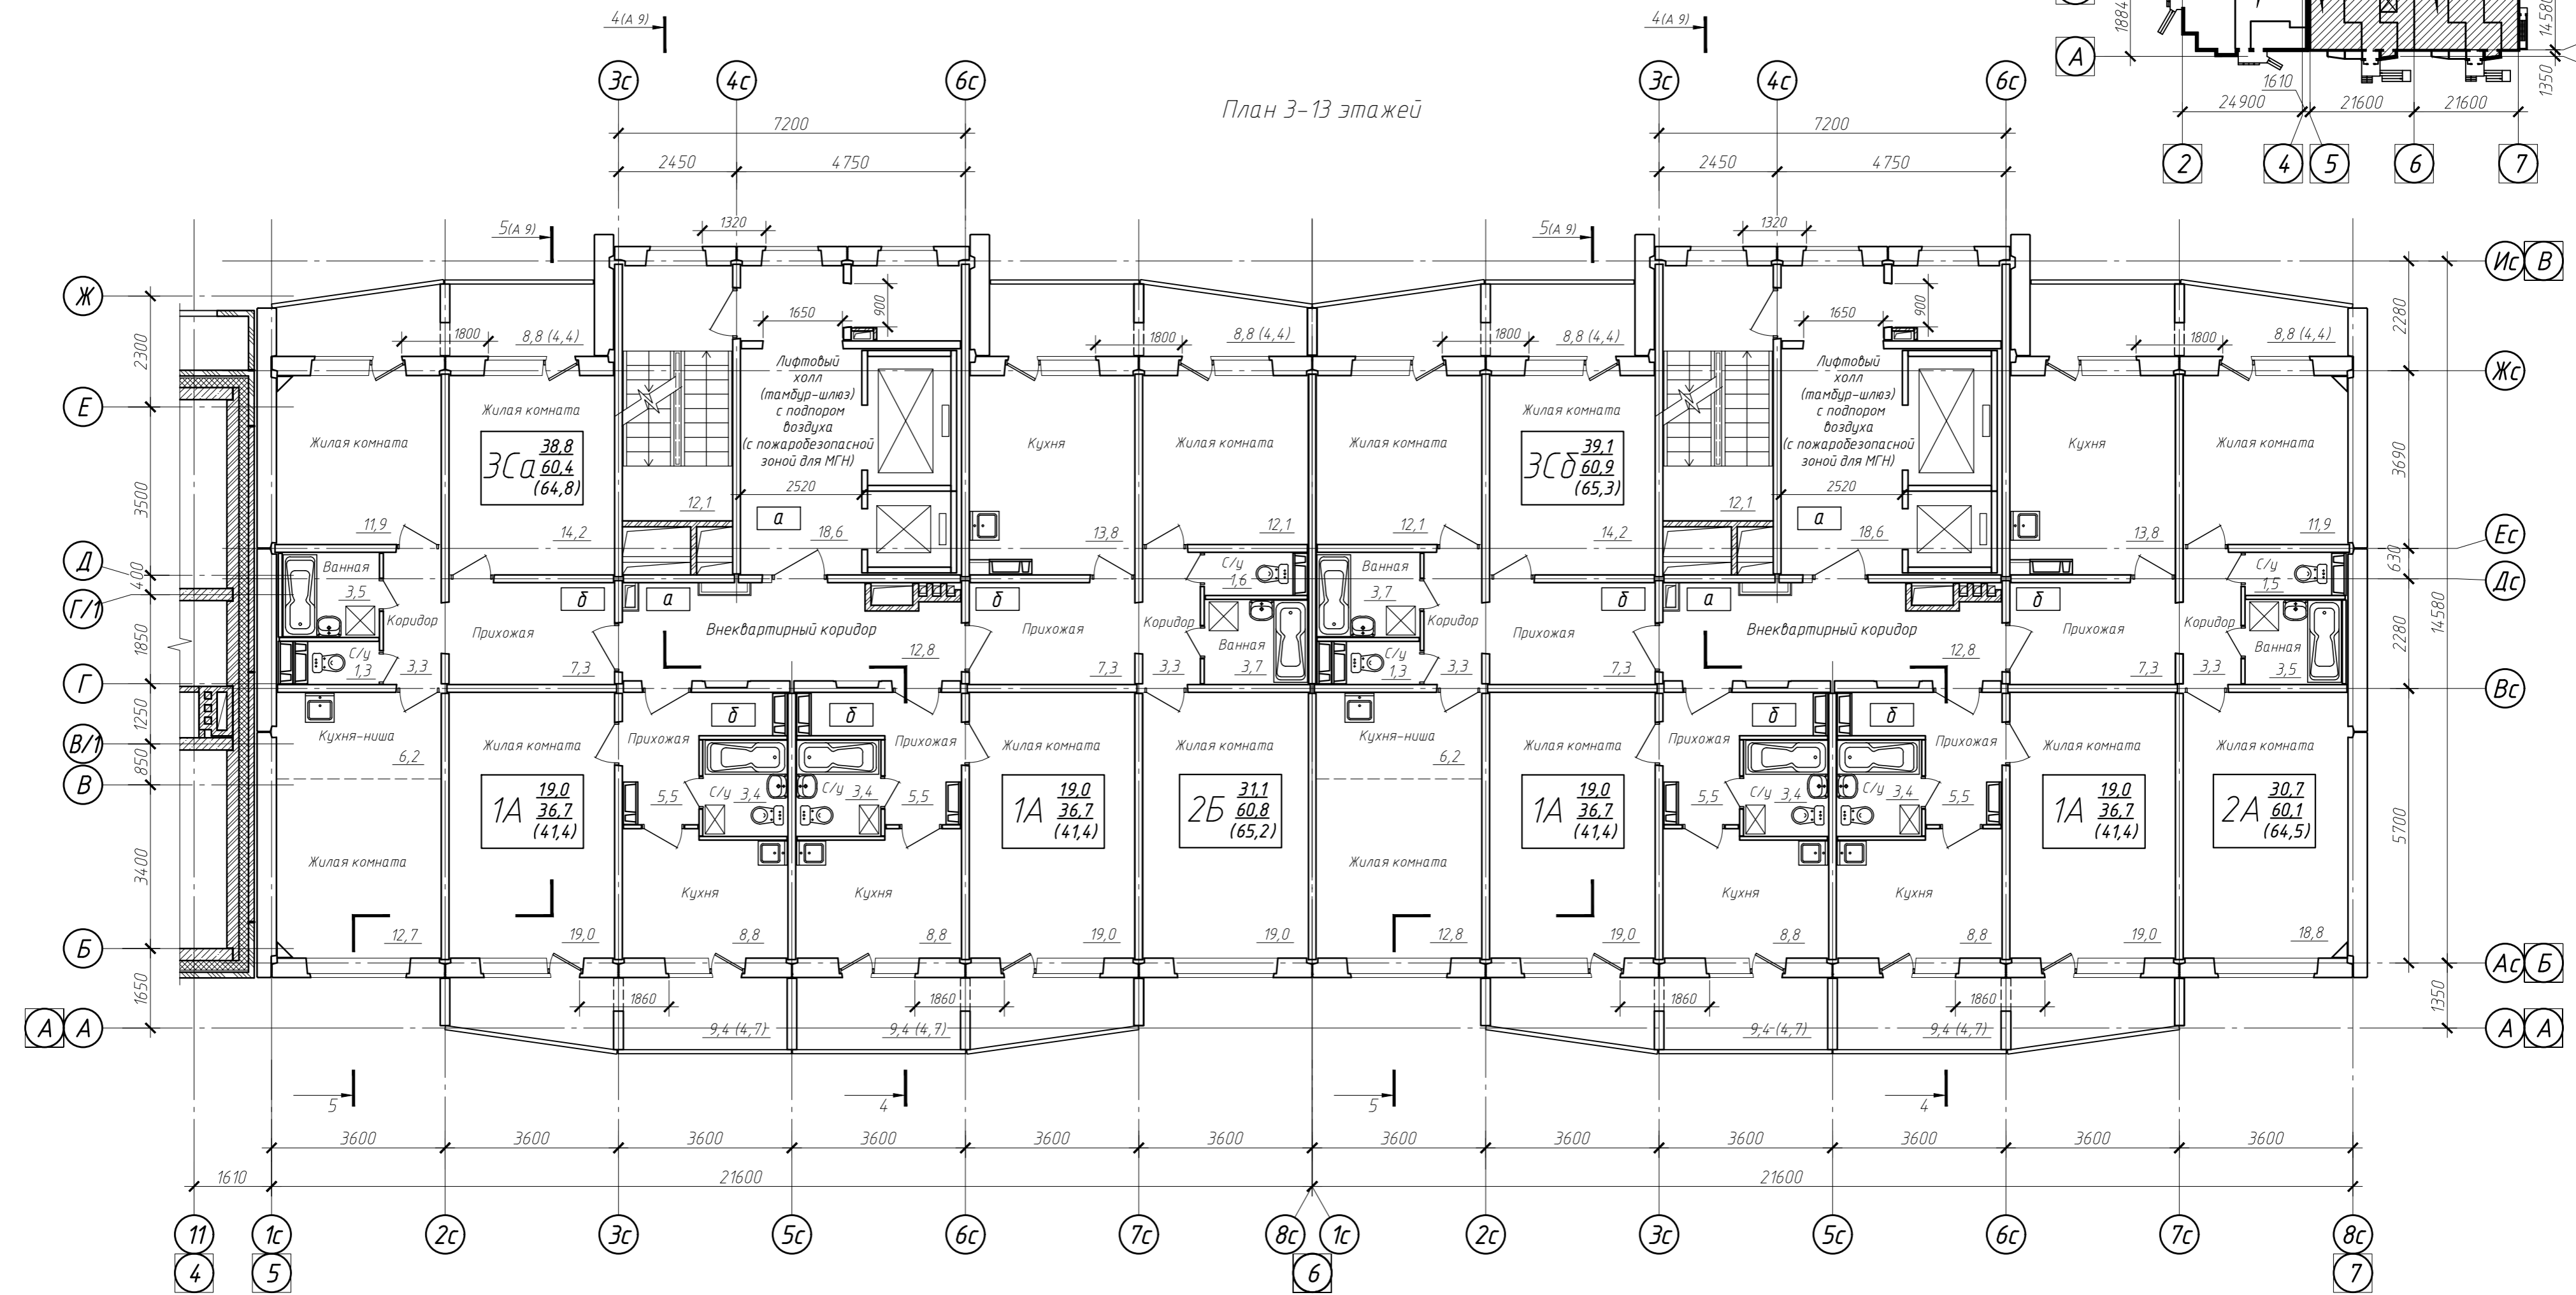 4(А 9)
4(А 9)
1884
14580
А
1350
1610
24900
21600
21600
2
4
5
6
7
План 3-13 этажей
3с
4с
6с
3с
4с
6с
7200
7200
2450
4750
2450
4750
5(А 9)
1320
5(А 9)
1320
Ж
Ис
В
1650
900
1650
900
1800
8,8 (4,4)
1800
8,8 (4,4)
1800
8,8 (4,4)
1800
8,8 (4,4)
2300
2280
Е
Жс
Лифтовый
холл
(тамбур-шлюз)
с подпором
воздуха
(с пожаробезопасной
зоной для МГН)
Лифтовый
холл
(тамбур-шлюз)
с подпором
воздуха
(с пожаробезопасной
зоной для МГН)
Жилая комната
Жилая комната
Кухня
Жилая комната
Жилая комната
Жилая комната
Кухня
Жилая комната
3Са
38,8
60,4
(64,8)
3Сб
39,1
60,9
(65,3)
3500
3690
2520
2520
12,1
а
12,1
а
11,9
14,2
18,6
13,8
12,1
12,1
14,2
18,6
13,8
11,9
Д
Ес
400
630
Г/1
Дс
Ванная
3,5
Коридор
С/у
1,3
3,3
Прихожая
7,3
б
а
Внеквартирный коридор
12,8
б
Прихожая
7,3
Коридор
3,3
С/у
1,6
Ванная
3,7
Ванная
3,7
Коридор
С/у
1,3
3,3
Прихожая
7,3
б
а
Внеквартирный коридор
12,8
б
Прихожая
7,3
Коридор
3,3
С/у
1,5
Ванная
3,5
1850
2280
14580
Г
Вс
1250
В/1
850
В
Кухня-ниша
6,2
Жилая комната
Прихожая
б
б
Прихожая
Жилая комната
Жилая комната
Кухня-ниша
6,2
Жилая комната
Прихожая
б
б
Прихожая
Жилая комната
Жилая комната
1А
19,0
36,7
(41,4)
5,5
С/у 3,4
С/у 3,4
5,5
1А
19,0
36,7
(41,4)
2Б
31,1
60,8
(65,2)
1А
19,0
36,7
(41,4)
5,5
С/у 3,4
С/у 3,4
5,5
1А
19,0
36,7
(41,4)
2А
30,7
60,1
(64,5)
3400
5700
Жилая комната
Кухня
Кухня
Жилая комната
Кухня
Кухня
12,7
19,0
8,8
8,8
19,0
19,0
12,8
19,0
8,8
8,8
19,0
18,8
Б
Ас
Б
1650
1350
1860
1860
1860
1860
А
А
9,4 (4,7)
9,4 (4,7)
9,4 (4,7)
9,4 (4,7)
А
А
5
4
5
4
3600
3600
3600
3600
3600
3600
3600
3600
3600
3600
3600
3600
1610
21600
21600
11
1с
2с
3с
5с
6с
7с
8с
1с
2с
3с
5с
6с
7с
8с
4
5
6
7